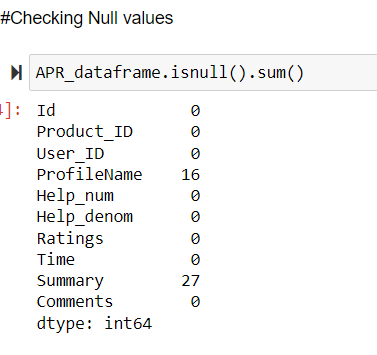 #Checking Null values
APR_dataframe.isnull().sum()
]:
Id 0
Product_ID 0
User_ID 0
ProfileName 16
Help_num 0
Help_denom 0
Ratings 0
Time 0
Summary 27
Comments 0
dtype: int64